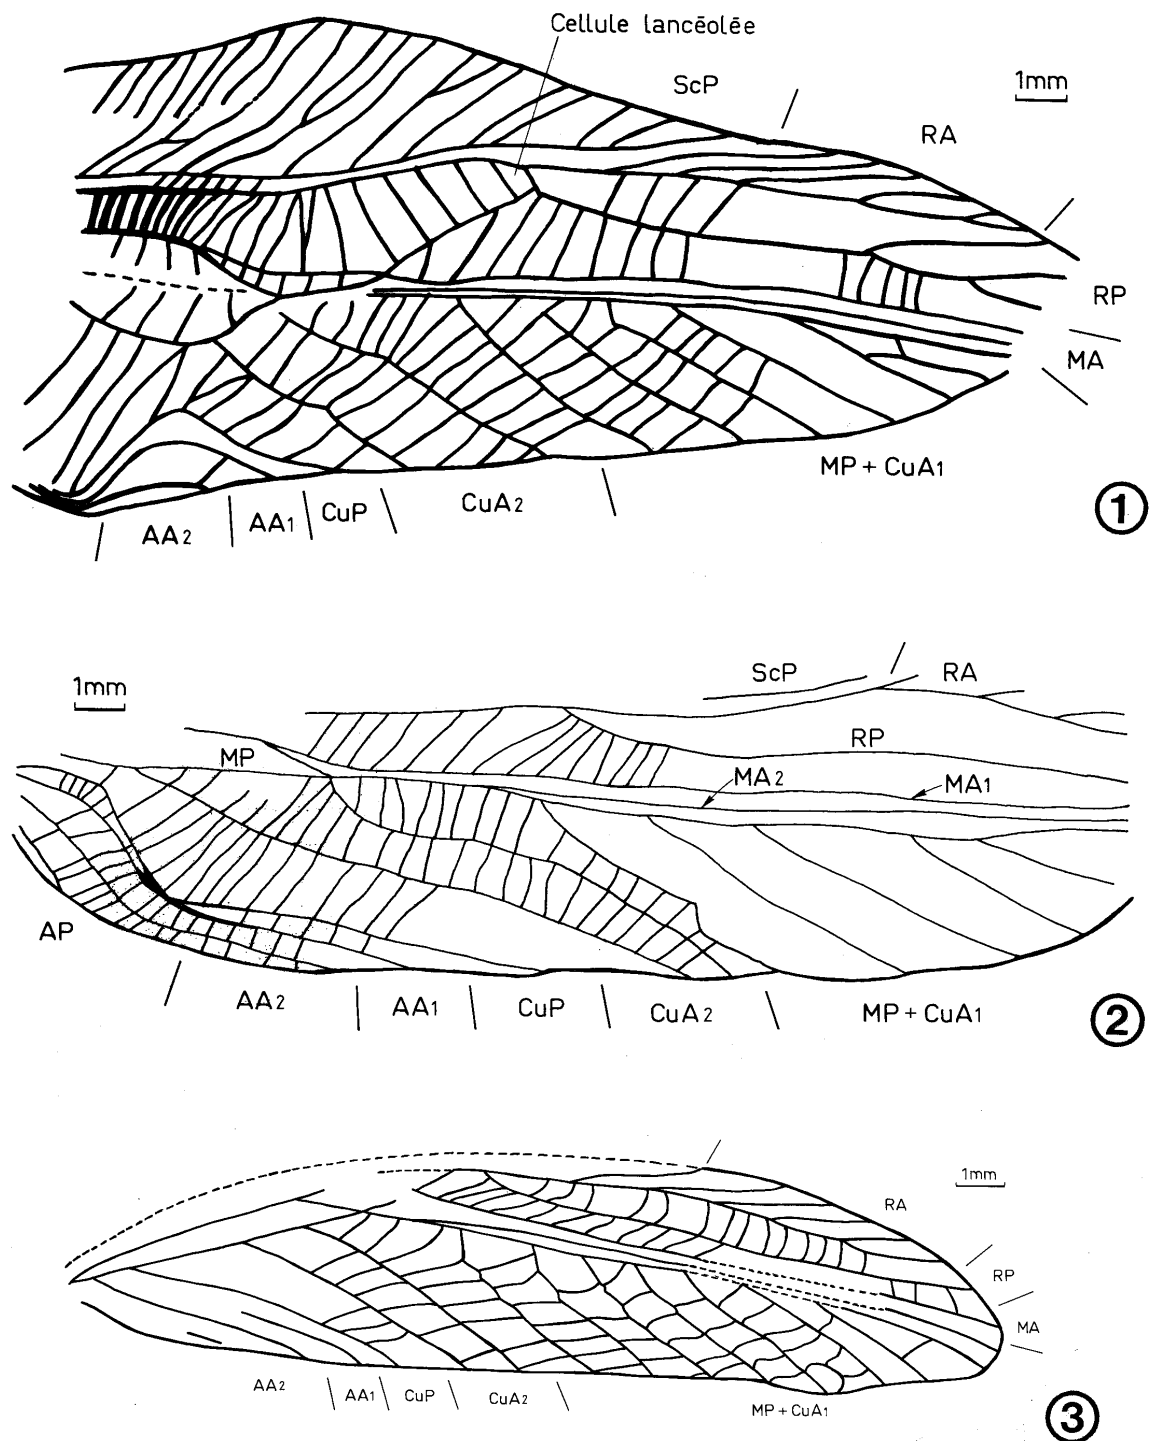 Cellule lancéolée
ScP
1mm
RA
RP
MA
MP + CuA1
CuA2
CuP
AA1
AA2
1
1mm
ScP
RA
RP
MP
MA2
MA1
AP
AA2
AA1
CuP
CuA2
MP + CuA1
2
1mm
RA
RP
MA
AA2
AA1
CuP
CuA2
MP + CuA1
3